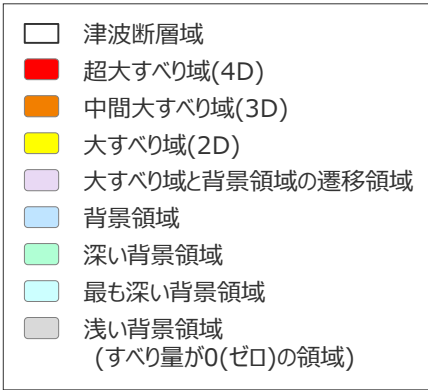 津波断層域
超大すべり域(4D)
中間大すべり域(3D)
大すべり域(2D)
大すべり域と背景領域の遷移領域
背景領域
深い背景領域
最も深い背景領域
浅い背景領域
(すべり量が0(ゼロ)の領域)